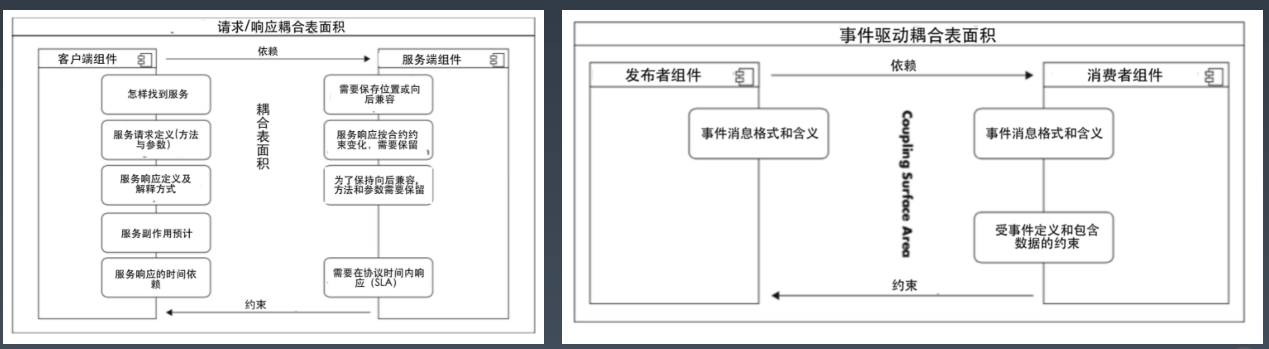 请求/响应耦合表面积
客户端组件
依赖
服务端组件
怎样找到服务
服务请求定义(方法
与参数)
服务响应定义及
解释方式
服务副作用预计
服务响应的时间依
赖
耦合表面积
需要保存位置或向
后兼容
服务响应按合约约
束变化，需要保留
为了保持向后兼容，
方法和参数需要保留
需要在协议时间内响
应（SLA）
约束
事件驱动耦合表面积
发布者组件
依赖
消费者组件
事件消息格式和含义
Coupling Surface Area
事件消息格式和含义
受事件定义和包含
数据的约束
约束